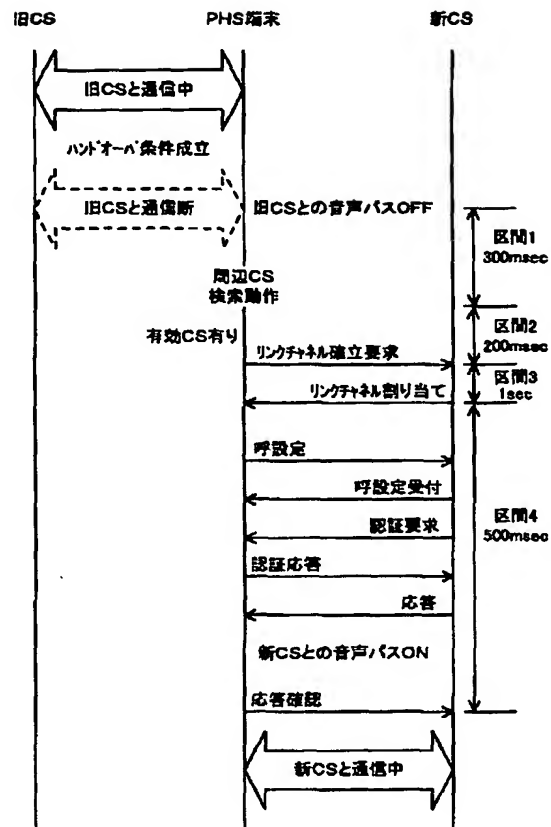 旧CS
PHS端末
新CS
旧CSと通信中
ハンドオーバ条件成立
旧CSと通信断
旧CSとの音声パスOFF
区間1
300msec
周辺CS
検索動作
有効CS有り
区間2
200msec
リンクチャネル確立要求
区間3
1sec
リンクチャネル割り当て
呼設定
呼設定受付
区間4
500msec
認証要求
認証応答
応答
新CSとの音声パスON
応答確認
新CSと通信中